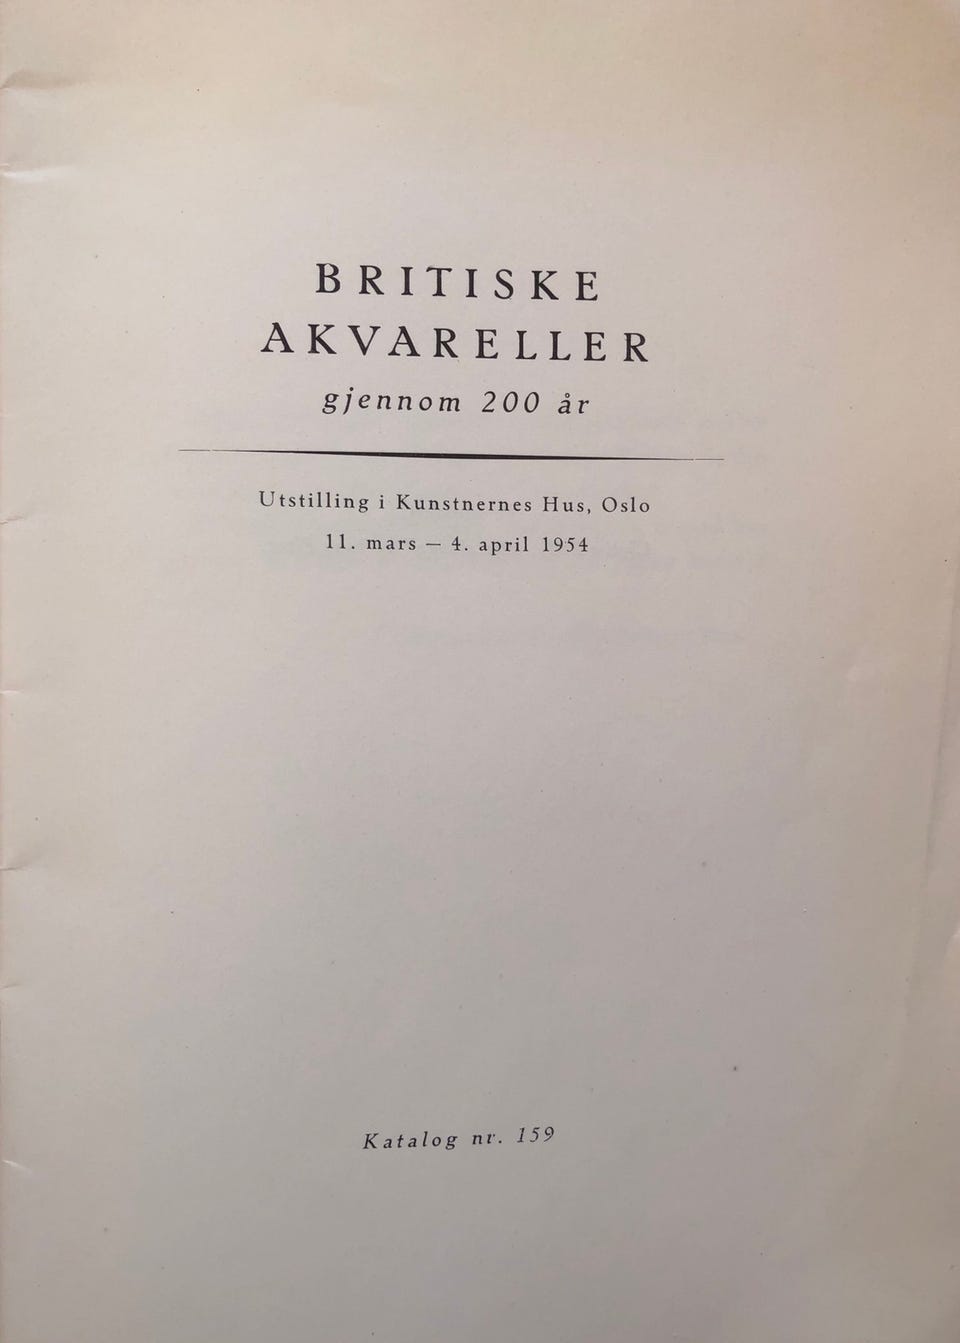 BRITISKE
AKVARELLER
gjennom 200 år
Utstilling i Kunstnernes Hus, Oslo
11. mars — 4. april 1954
Katalog nr. 159